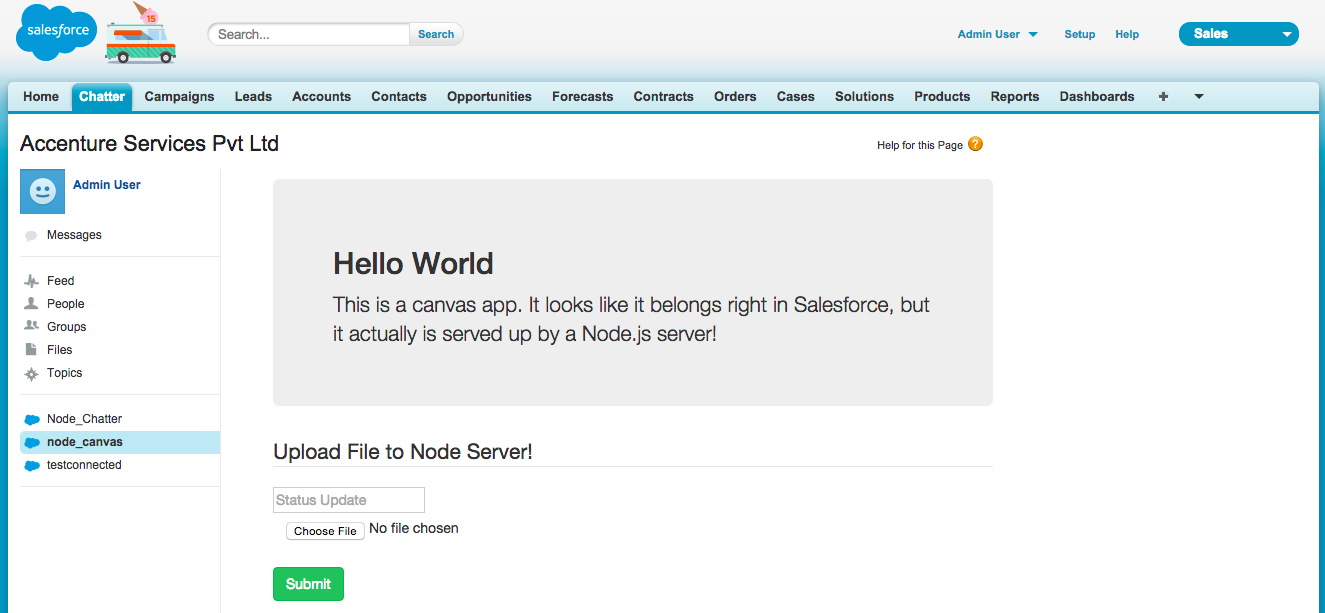 salesforce
15
Search...
Search
Admin User
Setup
Help
Sales
Home Chatter Campaigns Leads Accounts Contacts Opportunities Forecasts Contracts Orders Cases Solutions Products Reports Dashboards +
Accenture Services Pvt Ltd
Help for this Page ?
Admin User
Messages
Feed
People
Groups
Files
Topics
Node_Chatter
node_canvas
testconnected
Hello World
This is a canvas app. It looks like it belongs right in Salesforce, but
it actually is served up by a Node.js server!
Upload File to Node Server!
Status Update
Choose File No file chosen
Submit